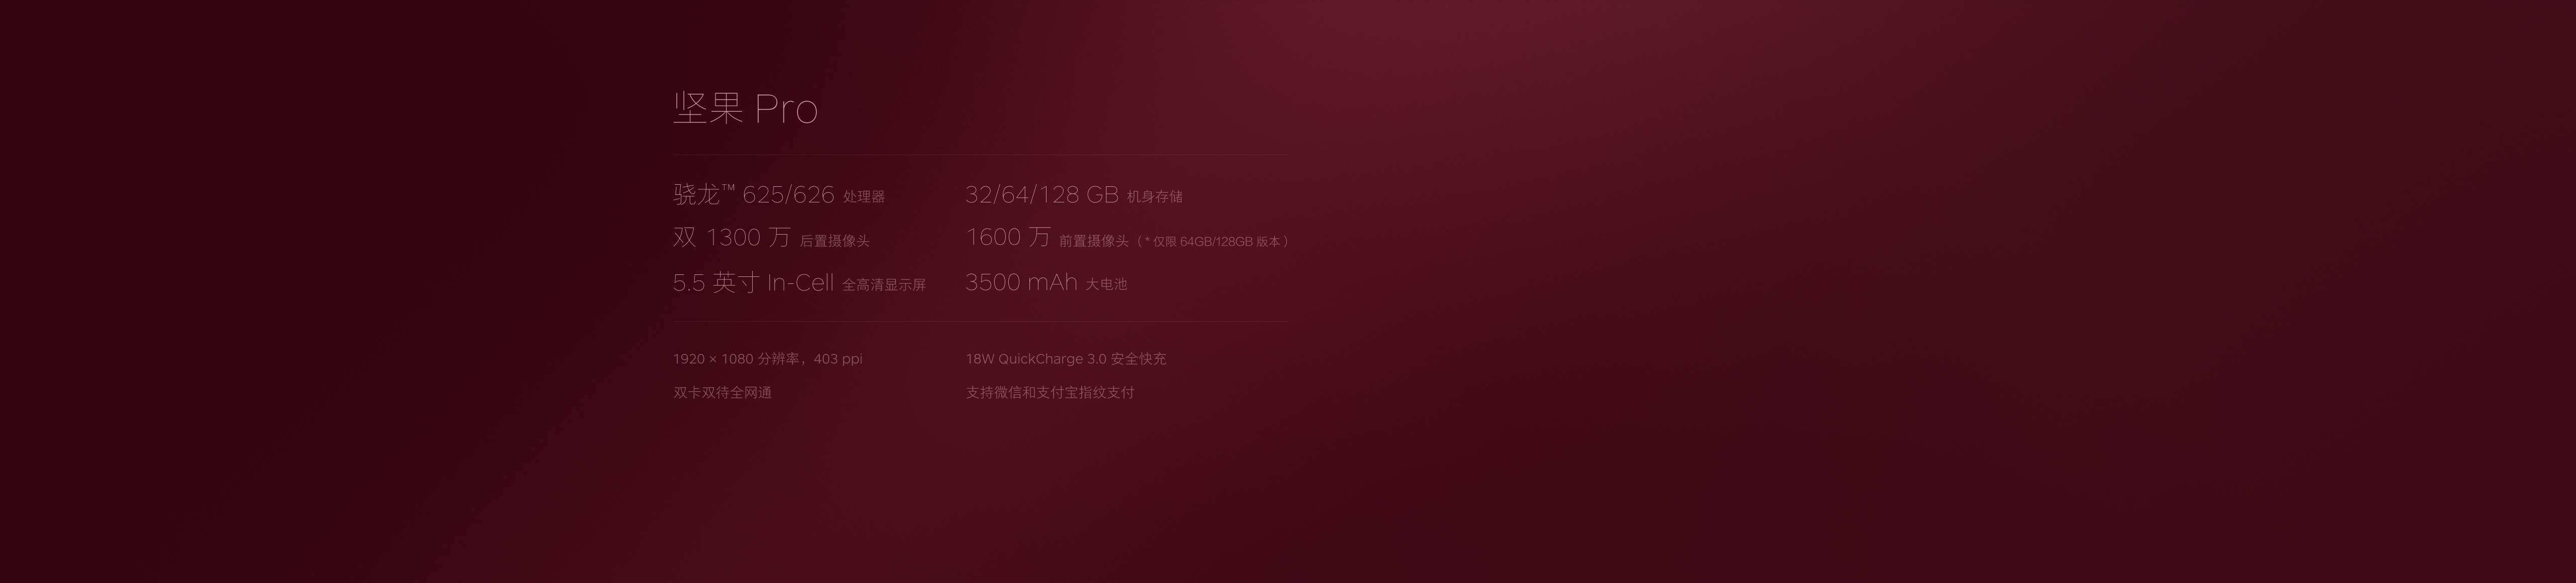 坚果 Pro
骁龙™ 625/626 处理器
32/64/128 GB 机身存储
双 1300 万 后置摄像头
1600 万 前置摄像头（* 仅限 64GB/128GB 版本）
5.5 英寸 In-Cell 全高清显示屏
3500 mAh 大电池
1920 × 1080 分辨率，403 ppi
18W QuickCharge 3.0 安全快充
双卡双待全网通
支持微信和支付宝指纹支付